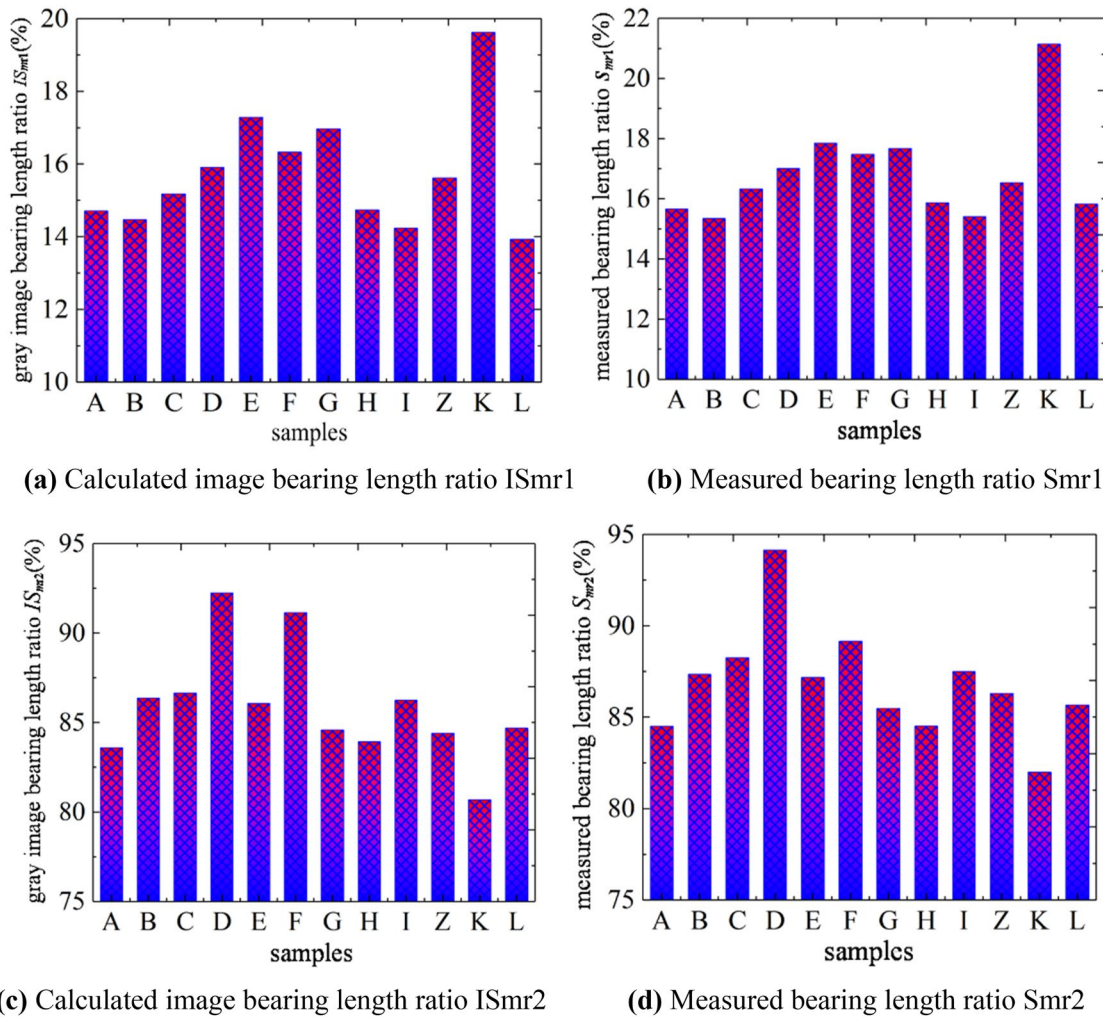 gray image bearing length ratio ISmr1(%)
20
18
16
14
12
10
A B C D E F G H I Z K L
samples
(a) Calculated image bearing length ratio ISmr1
measured bearing length ratio Smr1(%)
22
20
18
16
14
12
10
A B C D E F G H I Z K L
samples
(b) Measured bearing length ratio Smr1
gray image bearing length ratio ISmr2(%)
95
90
85
80
75
A B C D E F G H I Z K L
samples
(c) Calculated image bearing length ratio ISmr2
measured bearing length ratio Smr2(%)
95
90
85
80
75
A B C D E F G H I Z K L
samples
(d) Measured bearing length ratio Smr2